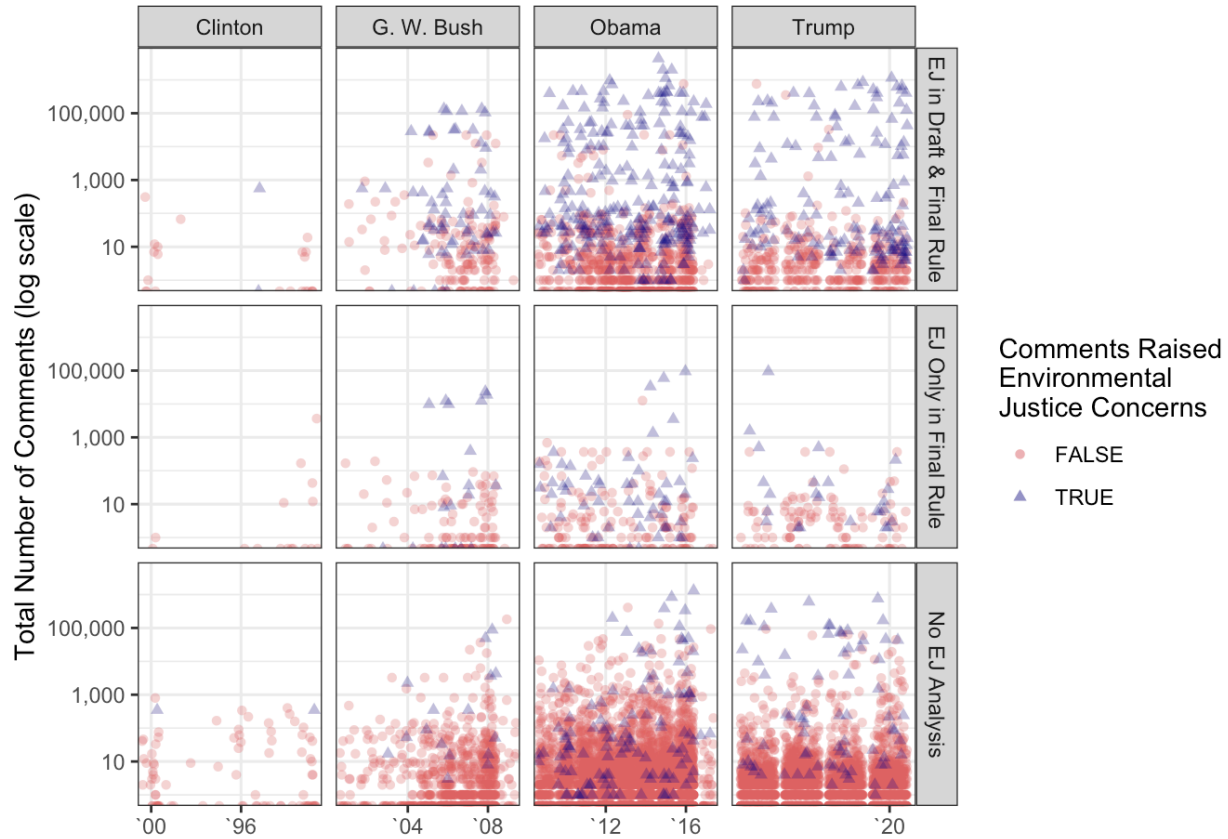 Clinton
G. W. Bush
Obama
Trump
Total Number of Comments (log scale)
100,000
1,000
10
EJ in Draft & Final Rule
100,000
1,000
10
EJ Only in Final Rule
100,000
1,000
10
No EJ Analysis
`00
`96
`04
`08
`12
`16
`20
Comments Raised
Environmental
Justice Concerns
FALSE
TRUE